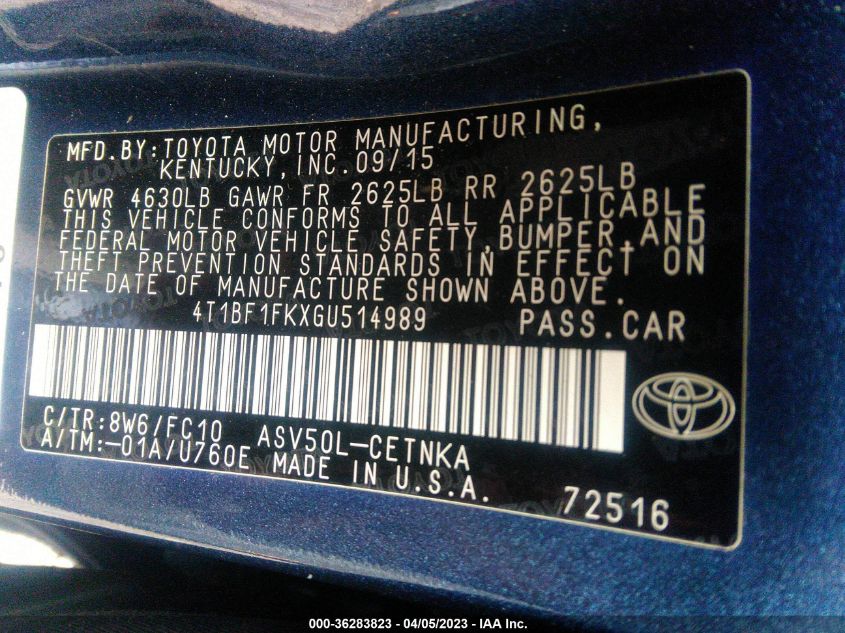 MFD.BY:TOYOTA MOTOR MANUFACTURING,
KENTUCKY,INC.09/15
GVWR 4630LB GAWR FR 2625LB RR 2625LB
THIS VEHICLE CONFORMS TO ALL APPLICABLE
FEDERAL MOTOR VEHICLE SAFETY,BUMPER,AND
THEFT PREVENTION STANDARDS IN EFFECT ON
THE DATE OF MANUFACTURE SHOWN ABOVE.
4T1BF1FKXGU514989 PASS.CAR
C/TR:8W6/FC10 ASV50L-CETNKA
A/TM:-01A/U760E MADE IN U.S.A.
72516
000-36283823 - 04/05/2023 - IAA Inc.